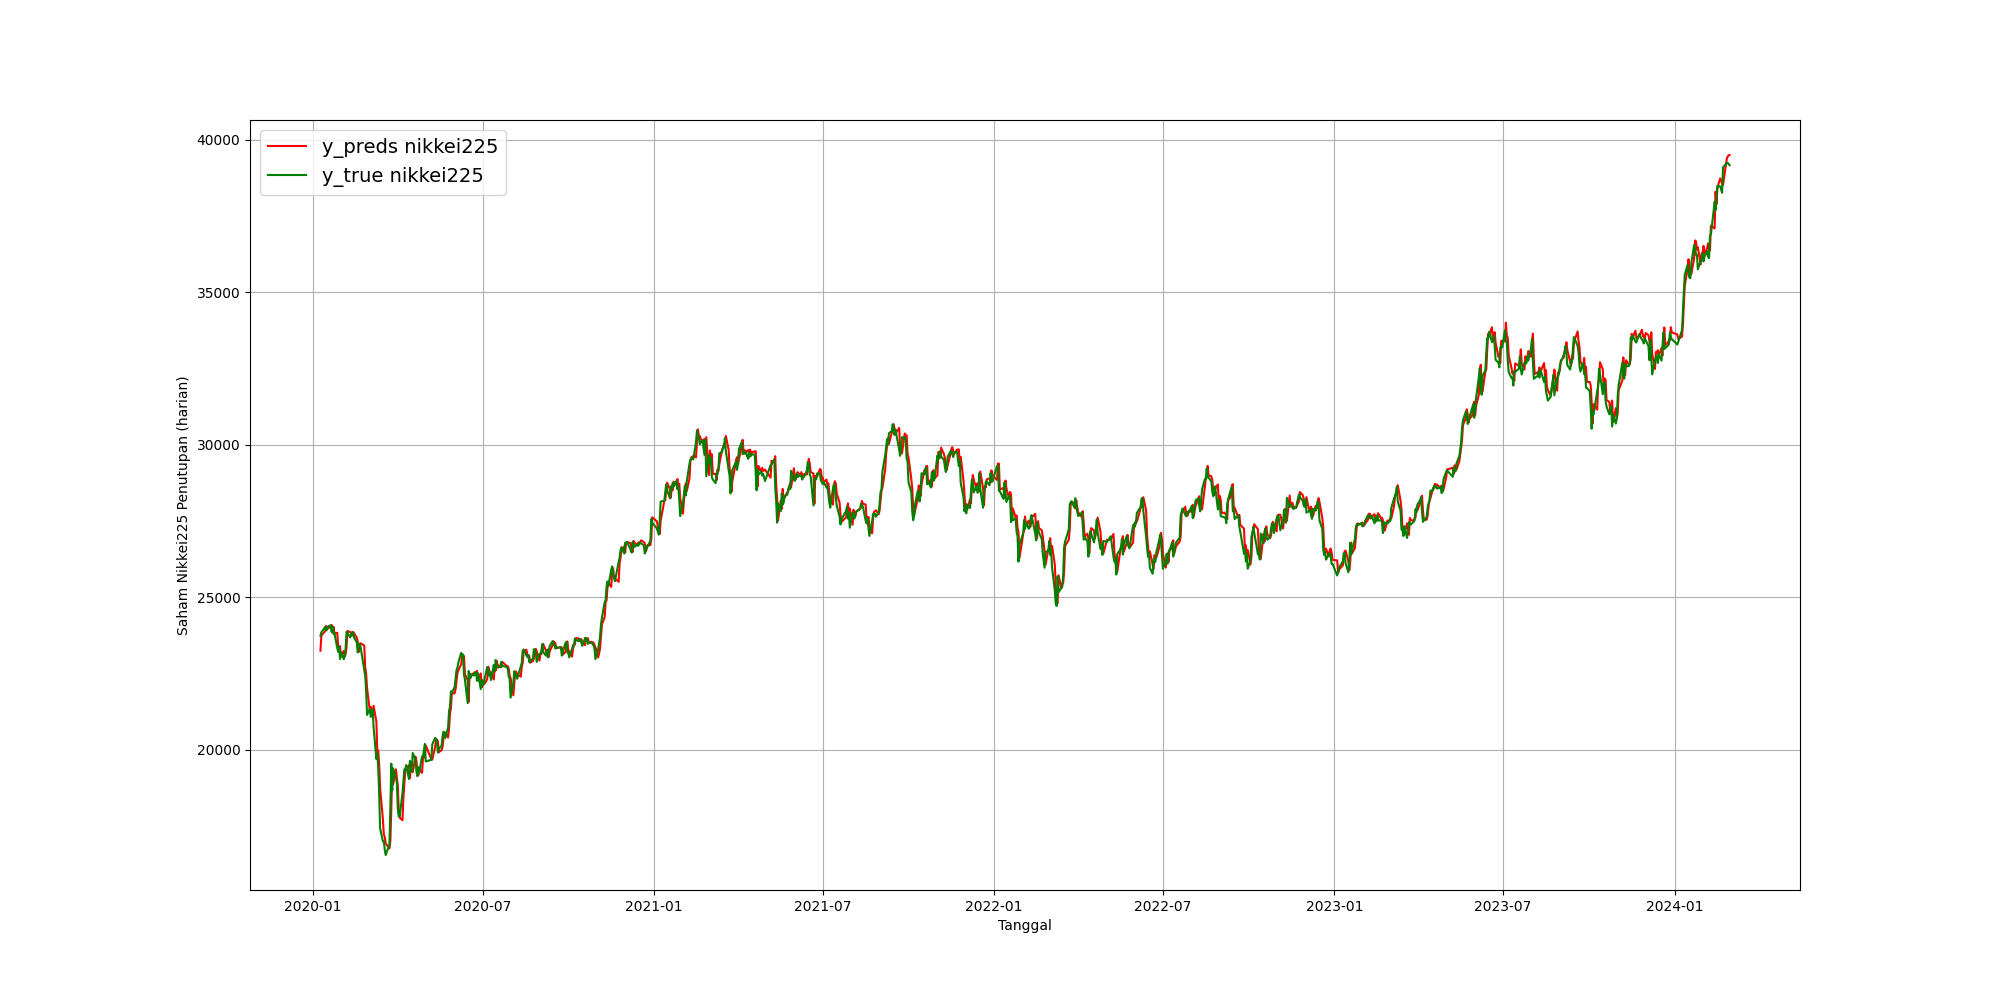 y_preds nikkei225
y_true nikkei225
40000
35000
30000
25000
20000
Saham Nikkei225 Penutupan (harian)
2020-01 2020-07 2021-01 2021-07 2022-01 2022-07 2023-01 2023-07 2024-01
Tanggal